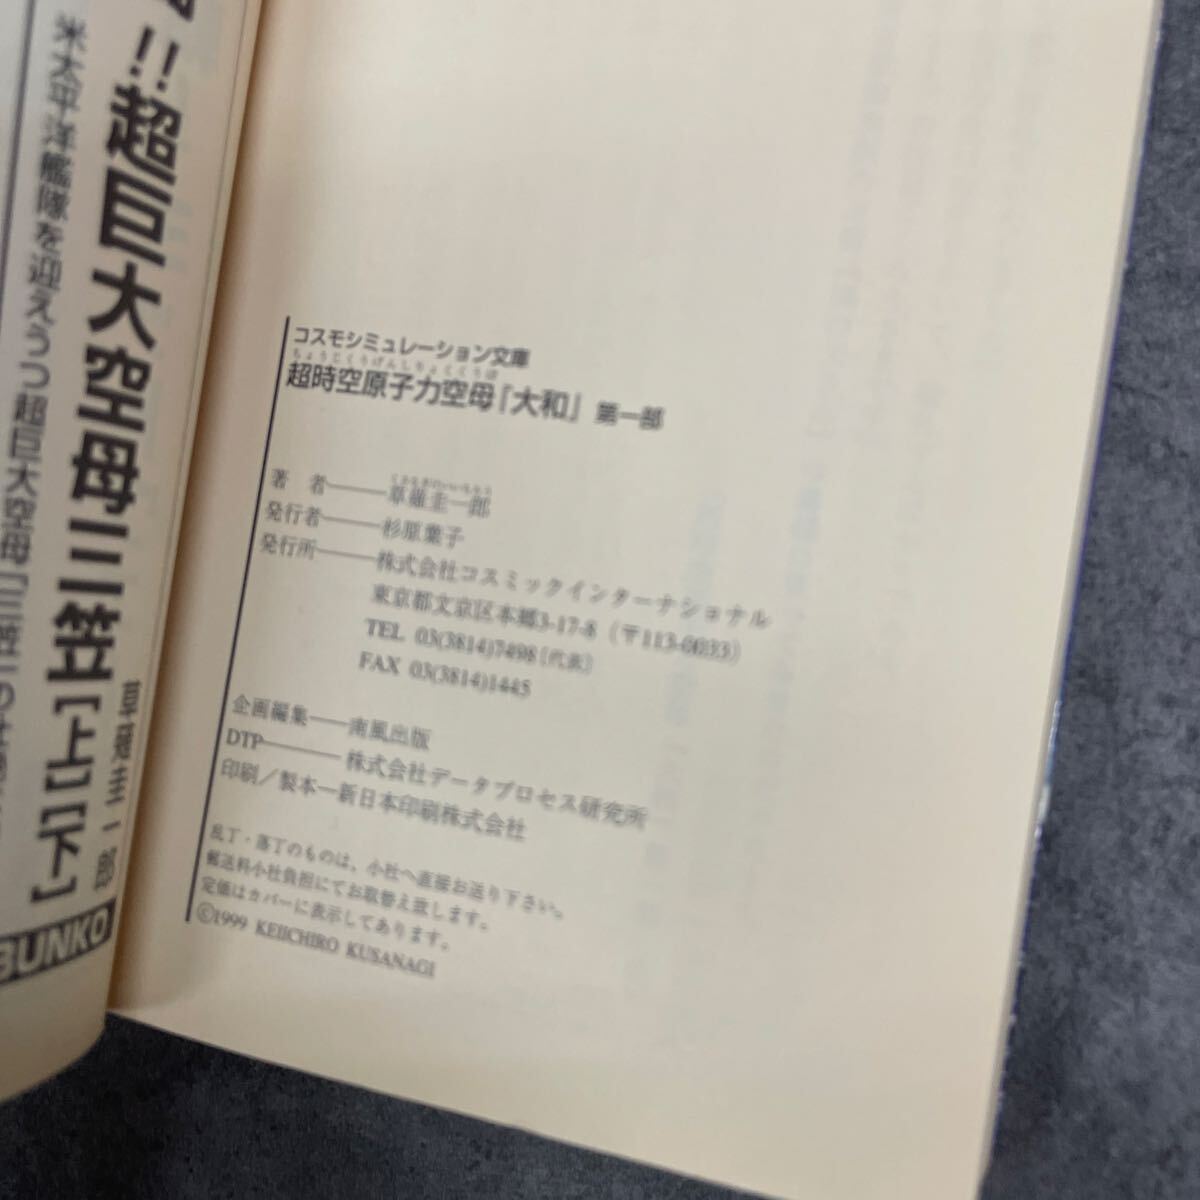 コスモシミュレーション文庫
ちょうじくうげんしりょくくうぼ
超時空原子力空母「大和」 第一部
くさなぎのいいちろう
著　者――草薙圭一郎
発行者――杉原葉子
発行所――株式会社コスミックインターナショナル
東京都文京区本郷3-17-8（〒113-0033）
TEL 03(3814)7498〔代表〕
FAX 03(3814)1445
企画編集――南風出版
DTP――株式会社データプロセス研究所
印刷／製本―新日本印刷株式会社
乱丁・落丁のものは、小社へ直接お送り下さい。
郵送料小社負担にてお取替え致します。
定価はカバーに表示してあります。
©1999 KEIICHIRO KUSANAGI
!!超巨大空母三笠［上］［下］
草薙圭一郎
米太平洋艦隊を迎えうつ超巨大空母「三笠」の
BUNKO